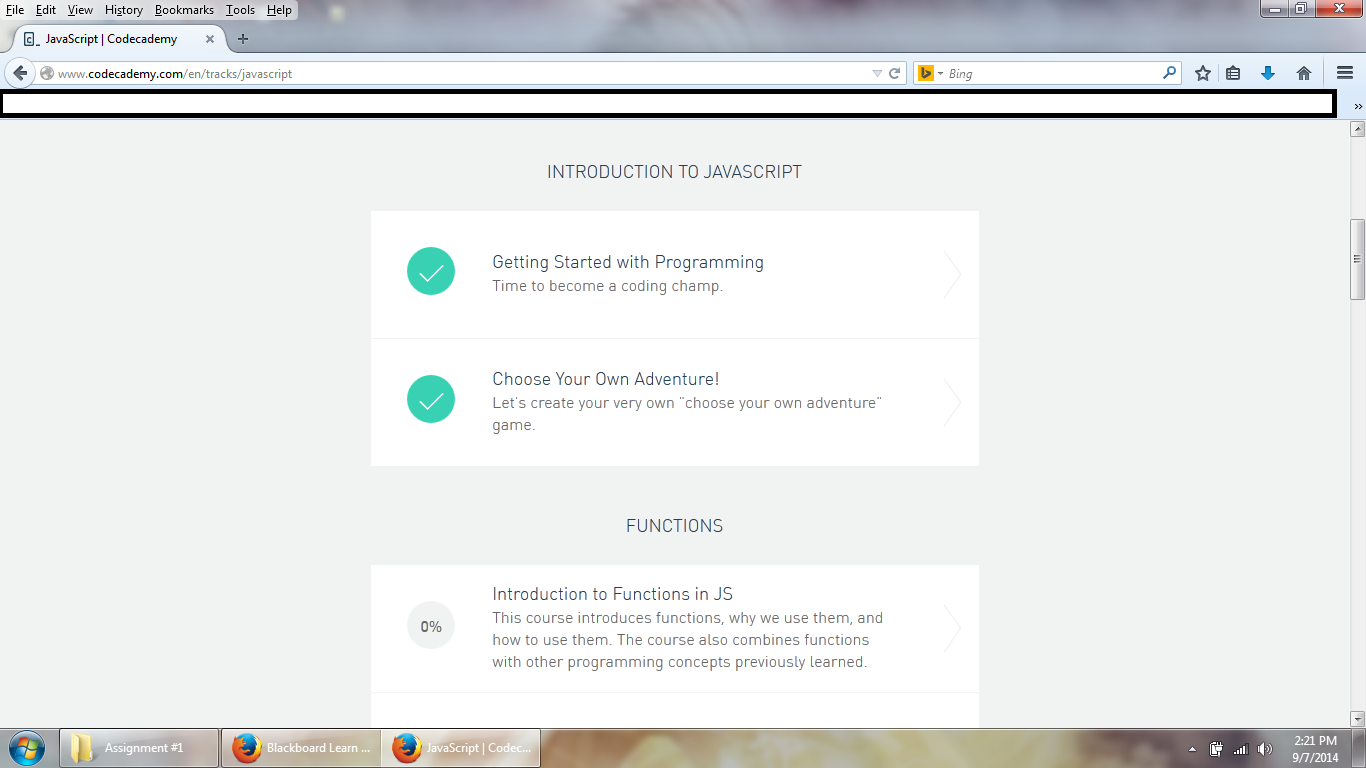 File Edit View History Bookmarks Tools Help
JavaScript | Codecademy
www.codecademy.com/en/tracks/javascript
Bing
INTRODUCTION TO JAVASCRIPT
Getting Started with Programming
Time to become a coding champ.
Choose Your Own Adventure!
Let's create your very own "choose your own adventure"
game.
FUNCTIONS
0%
Introduction to Functions in JS
This course introduces functions, why we use them, and
how to use them. The course also combines functions
with other programming concepts previously learned.
Assignment #1
Blackboard Learn ...
JavaScript | Codec...
2:21 PM
9/7/2014